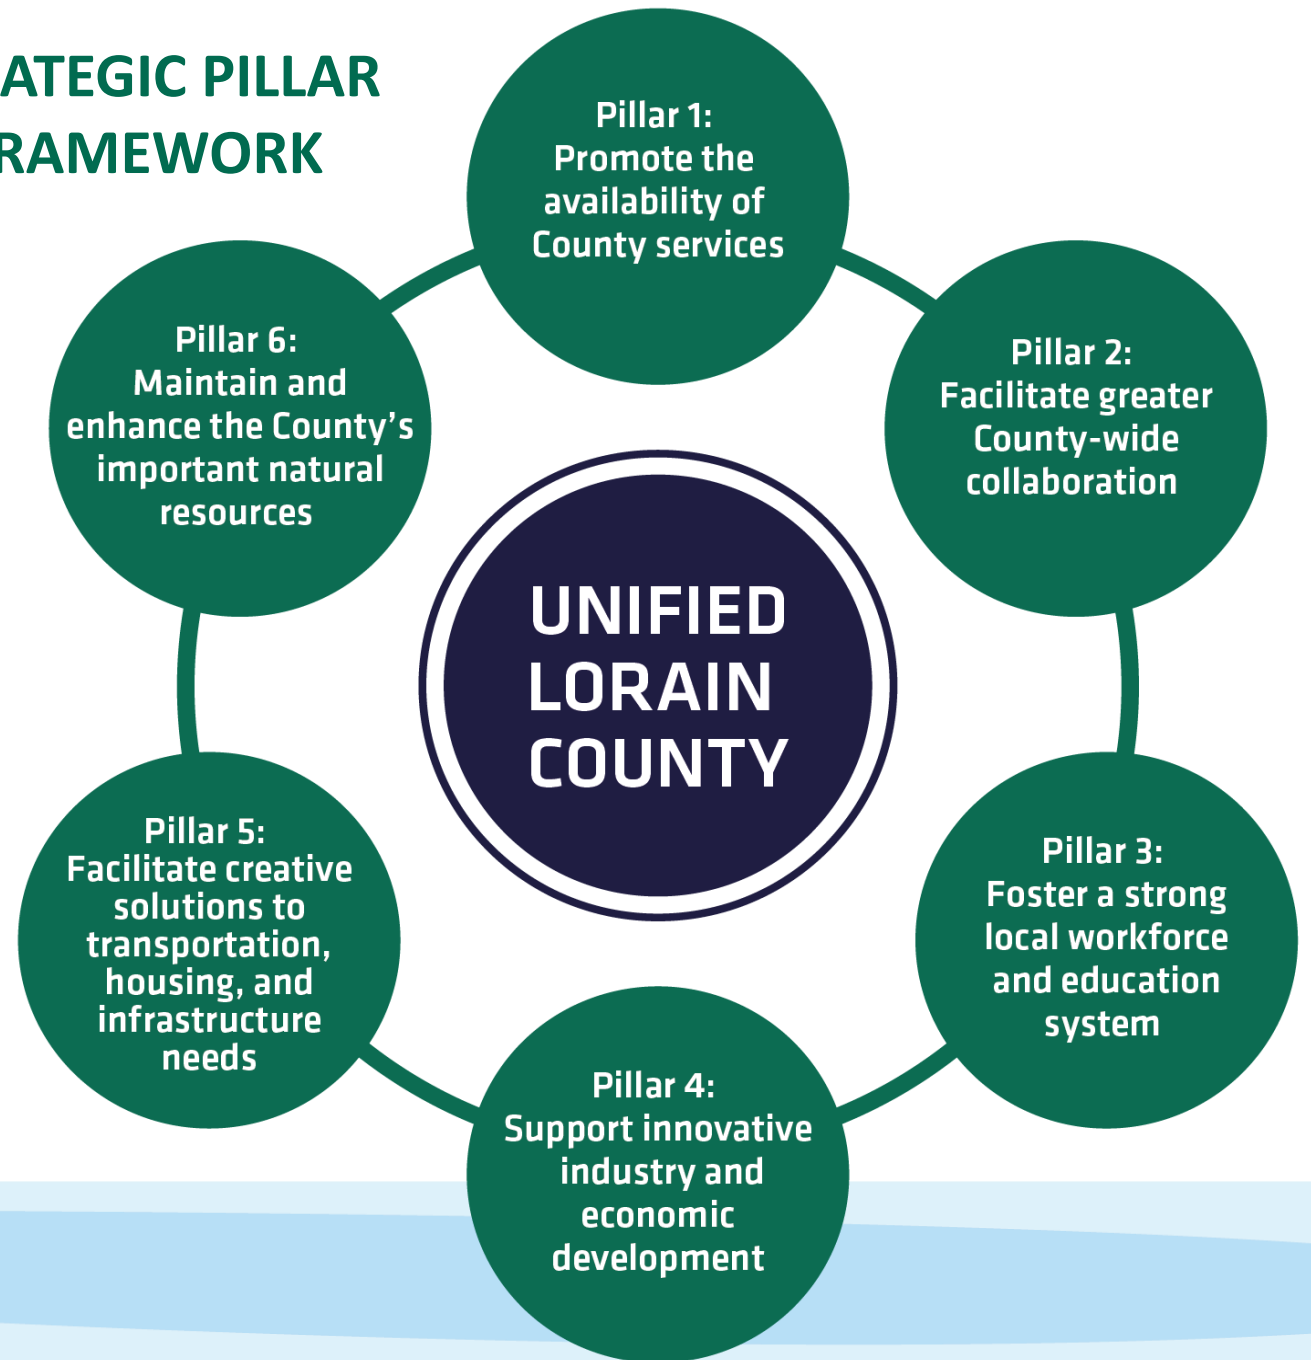 ATEGIC PILLAR
RAMEWORK
Pillar 1:
Promote the
availability of
County services
Pillar 2:
Facilitate greater
County-wide
collaboration
Pillar 3:
Foster a strong
local workforce
and education
system
Pillar 4:
Support innovative
industry and
economic
development
Pillar 5:
Facilitate creative
solutions to
transportation,
housing, and
infrastructure
needs
Pillar 6:
Maintain and
enhance the County’s
important natural
resources
UNIFIED
LORAIN
COUNTY